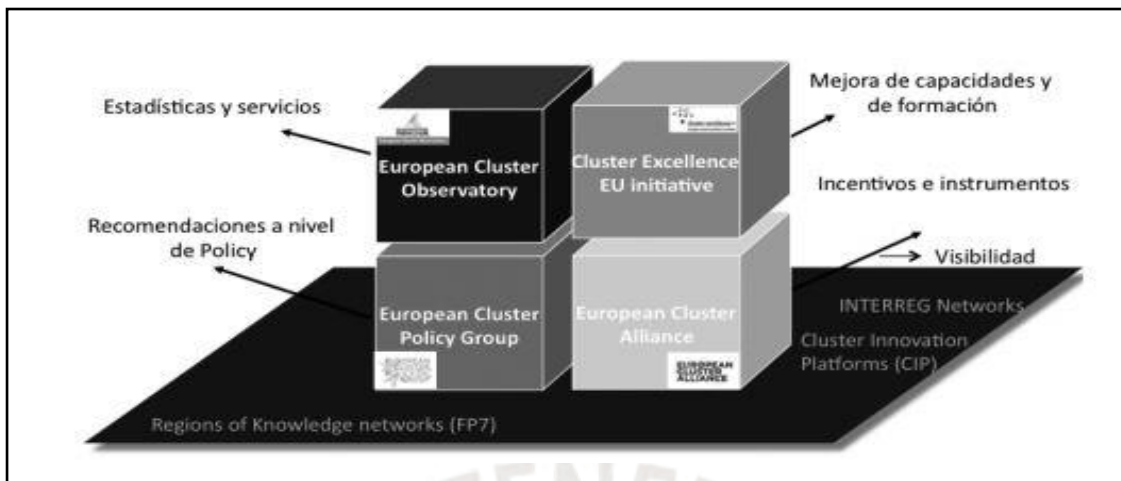 Estadísticas y servicios
Mejora de capacidades y
de formación
European Cluster
Observatory
Cluster Excellence
EU initiative
Incentivos e instrumentos
Recomendaciones a nivel
de Policy
Visibilidad
European Cluster
Policy Group
European Cluster
Alliance
EUROPEAN
CLUSTER
ALLIANCE
INTERREG Networks
Cluster Innovation
Platforms (CIP)
Regions of Knowledge networks (FP7)